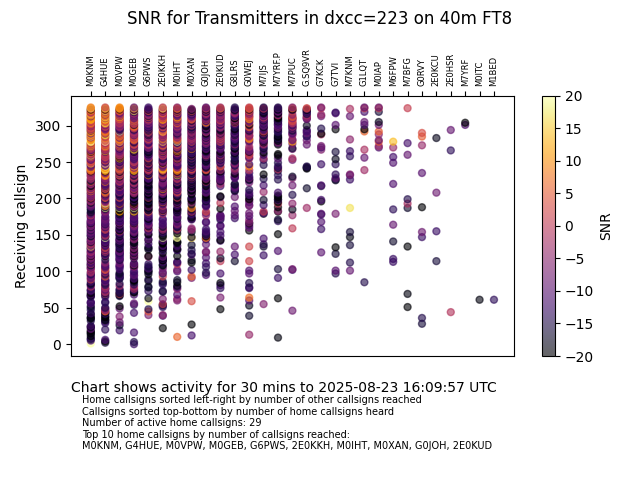 SNR for Transmitters in dxcc=223 on 40m FT8
M0KNM
G4HUE
M0VPW
M0GEB
G6PWS
2E0KKH
M0IHT
M0XAN
G0JOH
2E0KUD
G8LRS
G0WEJ
M7IJS
M7YRF.P
M7PUC
G.SQ9VR
G7KCK
G7TVI
M7KNM
G1LQT
M0IAP
M6FPW
M7BFG
G0RVY
2E0KCU
2E0HSR
M7YRF
M0ITC
M1BED
Receiving callsign
300
250
200
150
100
50
0
20
15
10
5
0
−5
−10
−15
−20
SNR
Chart shows activity for 30 mins to 2025-08-23 16:09:57 UTC
Home callsigns sorted left-right by number of other callsigns reached
Callsigns sorted top-bottom by number of home callsigns heard
Number of active home callsigns: 29
Top 10 home callsigns by number of callsigns reached:
M0KNM, G4HUE, M0VPW, M0GEB, G6PWS, 2E0KKH, M0IHT, M0XAN, G0JOH, 2E0KUD